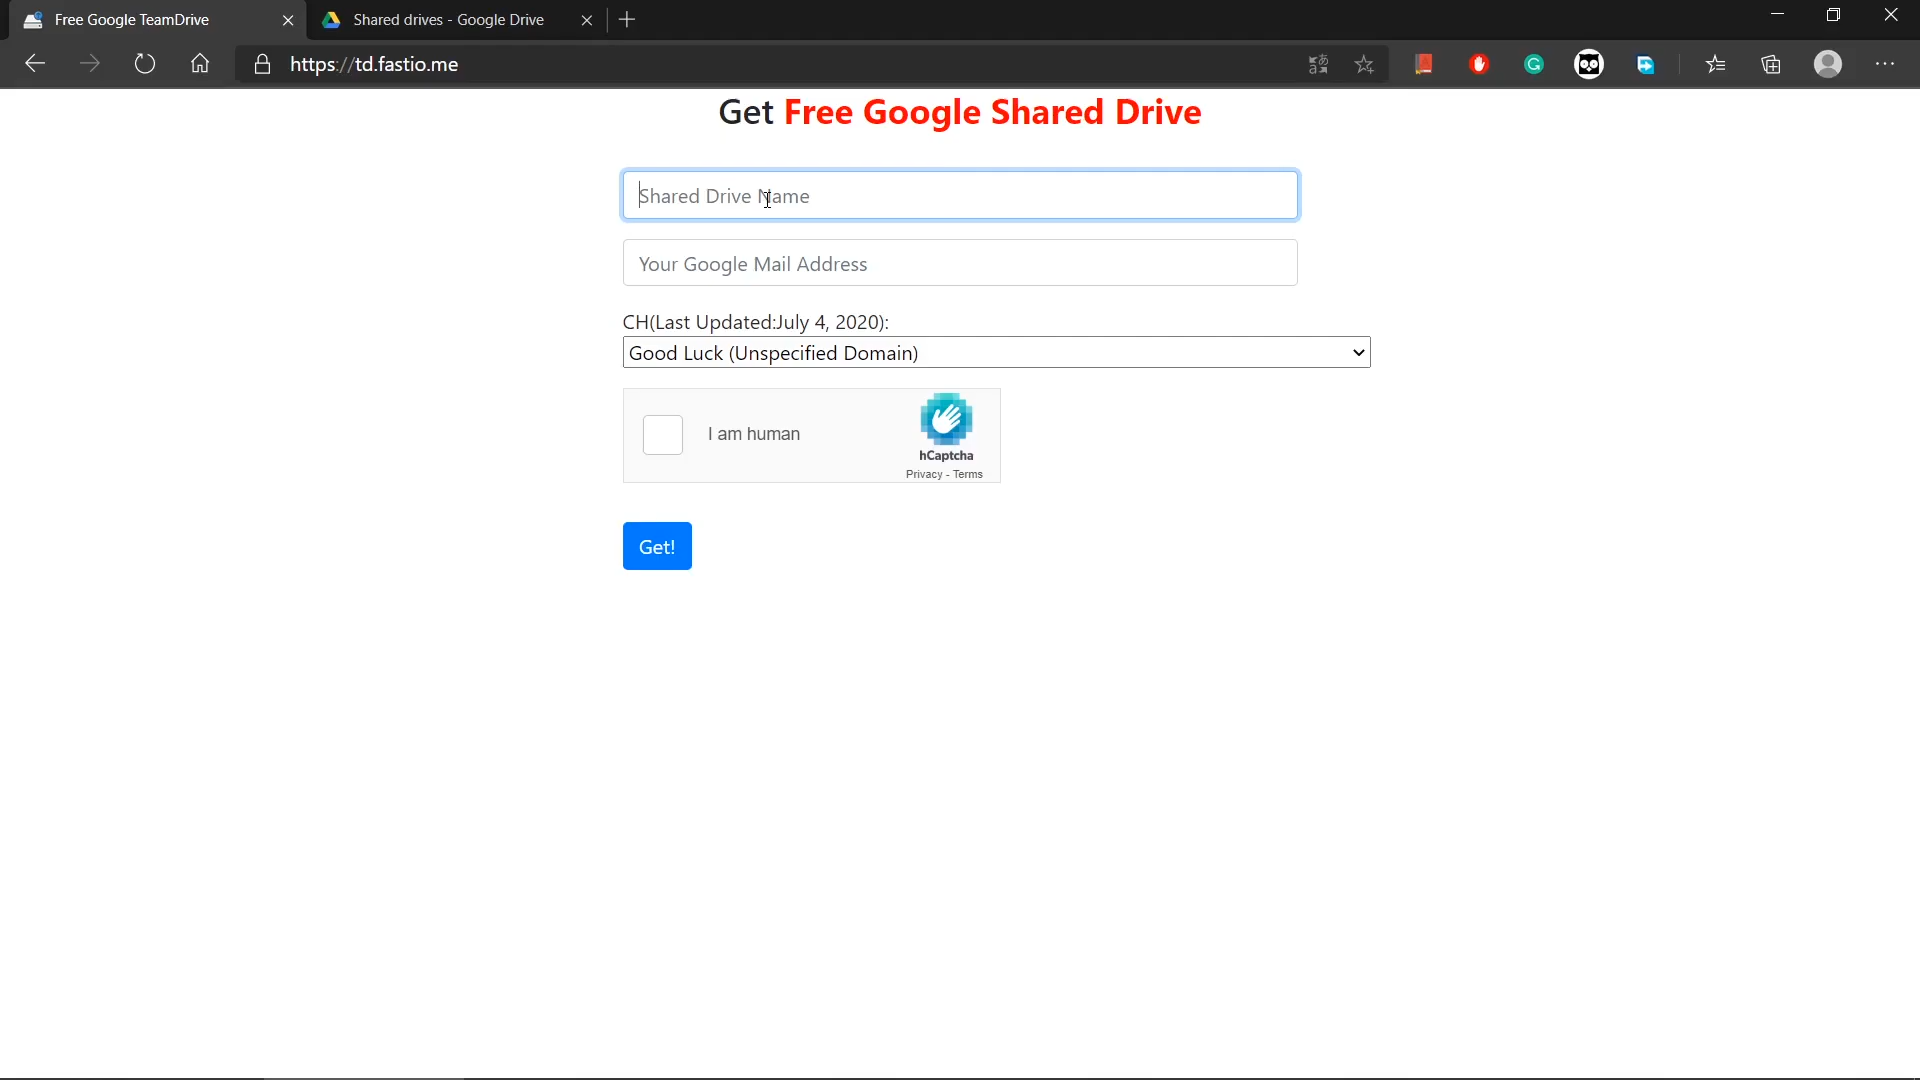 Free Google TeamDrive
Shared drives - Google Drive
https://td.fastio.me
Get Free Google Shared Drive
Shared Drive Name
Your Google Mail Address
CH(Last Updated:July 4, 2020):
Good Luck (Unspecified Domain)
I am human
hCaptcha
Privacy - Terms
Get!